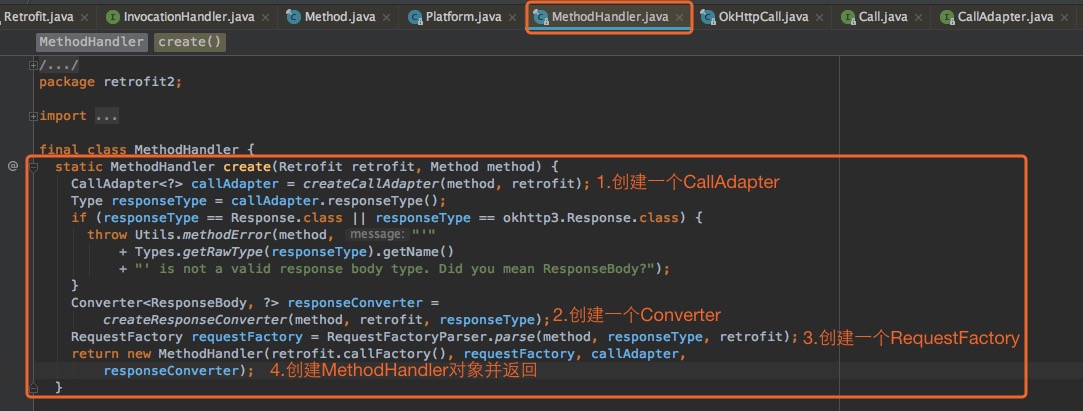 Retrofit.java × InvocationHandler.java × Method.java × Platform.java × MethodHandler.java × OkHttpCall.java × Call.java × CallAdapter.java ×
MethodHandler create()
/.../
package retrofit2;
import ...
final class MethodHandler {
@ static MethodHandler create(Retrofit retrofit, Method method) {
CallAdapter<?> callAdapter = createCallAdapter(method, retrofit); 1.创建一个CallAdapter
Type responseType = callAdapter.responseType();
if (responseType == Response.class || responseType == okhttp3.Response.class) {
throw Utils.methodError(method, message: "'"
+ Types.getRawType(responseType).getName()
+ "' is not a valid response body type. Did you mean ResponseBody?");
}
Converter<ResponseBody, ?> responseConverter =
createResponseConverter(method, retrofit, responseType); 2.创建一个Converter
RequestFactory requestFactory = RequestFactoryParser.parse(method, responseType, retrofit); 3.创建一个RequestFactory
return new MethodHandler(retrofit.callFactory(), requestFactory, callAdapter,
responseConverter); 4.创建MethodHandler对象并返回
}